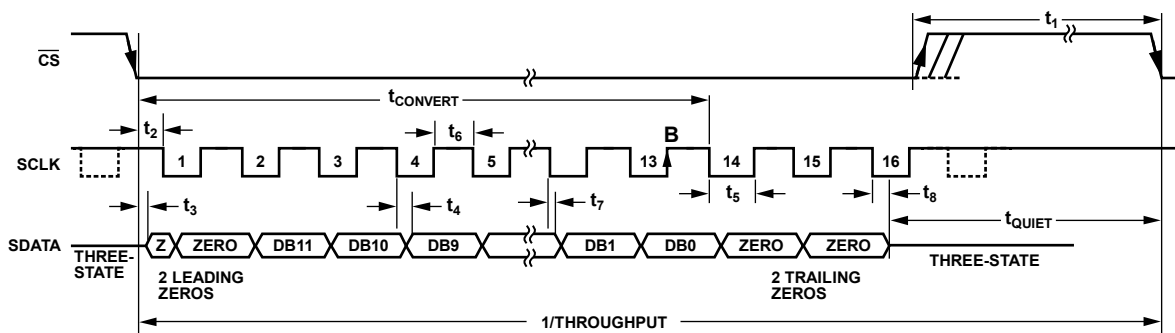 t1
CS
tCONVERT
t2
t6
B
SCLK
1
2
3
4
5
13
14
15
16
t3
t4
t7
t5
t8
tQUIET
SDATA
Z
ZERO
DB11
DB10
DB9
DB1
DB0
ZERO
ZERO
THREE-
STATE
THREE-STATE
2 LEADING
ZEROS
2 TRAILING
ZEROS
1/THROUGHPUT